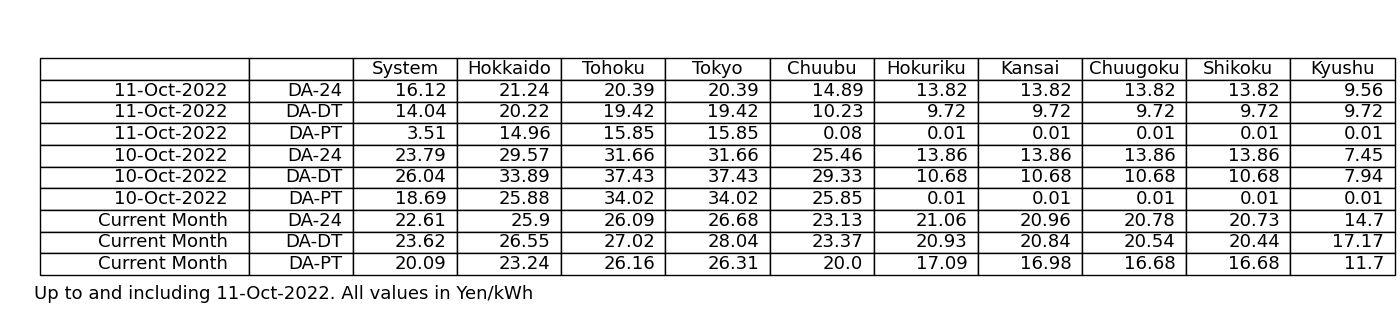 System Hokkaido Tohoku Tokyo Chuubu Hokuriku Kansai Chuugoku Shikoku Kyushu
11-Oct-2022 DA-24 16.12 21.24 20.39 20.39 14.89 13.82 13.82 13.82 13.82 9.56
11-Oct-2022 DA-DT 14.04 20.22 19.42 19.42 10.23 9.72 9.72 9.72 9.72 9.72
11-Oct-2022 DA-PT 3.51 14.96 15.85 15.85 0.08 0.01 0.01 0.01 0.01 0.01
10-Oct-2022 DA-24 23.79 29.57 31.66 31.66 25.46 13.86 13.86 13.86 13.86 7.45
10-Oct-2022 DA-DT 26.04 33.89 37.43 37.43 29.33 10.68 10.68 10.68 10.68 7.94
10-Oct-2022 DA-PT 18.69 25.88 34.02 34.02 25.85 0.01 0.01 0.01 0.01 0.01
Current Month DA-24 22.61 25.9 26.09 26.68 23.13 21.06 20.96 20.78 20.73 14.7
Current Month DA-DT 23.62 26.55 27.02 28.04 23.37 20.93 20.84 20.54 20.44 17.17
Current Month DA-PT 20.09 23.24 26.16 26.31 20.0 17.09 16.98 16.68 16.68 11.7
Up to and including 11-Oct-2022. All values in Yen/kWh